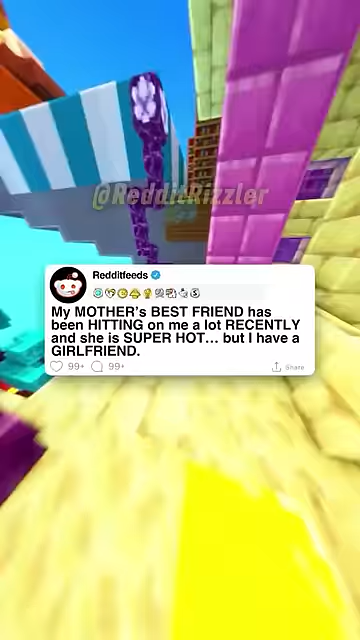 @RedditRizzler
Redditfeeds
My MOTHER's BEST FRIEND has
been HITTING on me a lot RECENTLY
and she is SUPER HOT... but I have a
GIRLFRIEND.
99+ 99+ Share